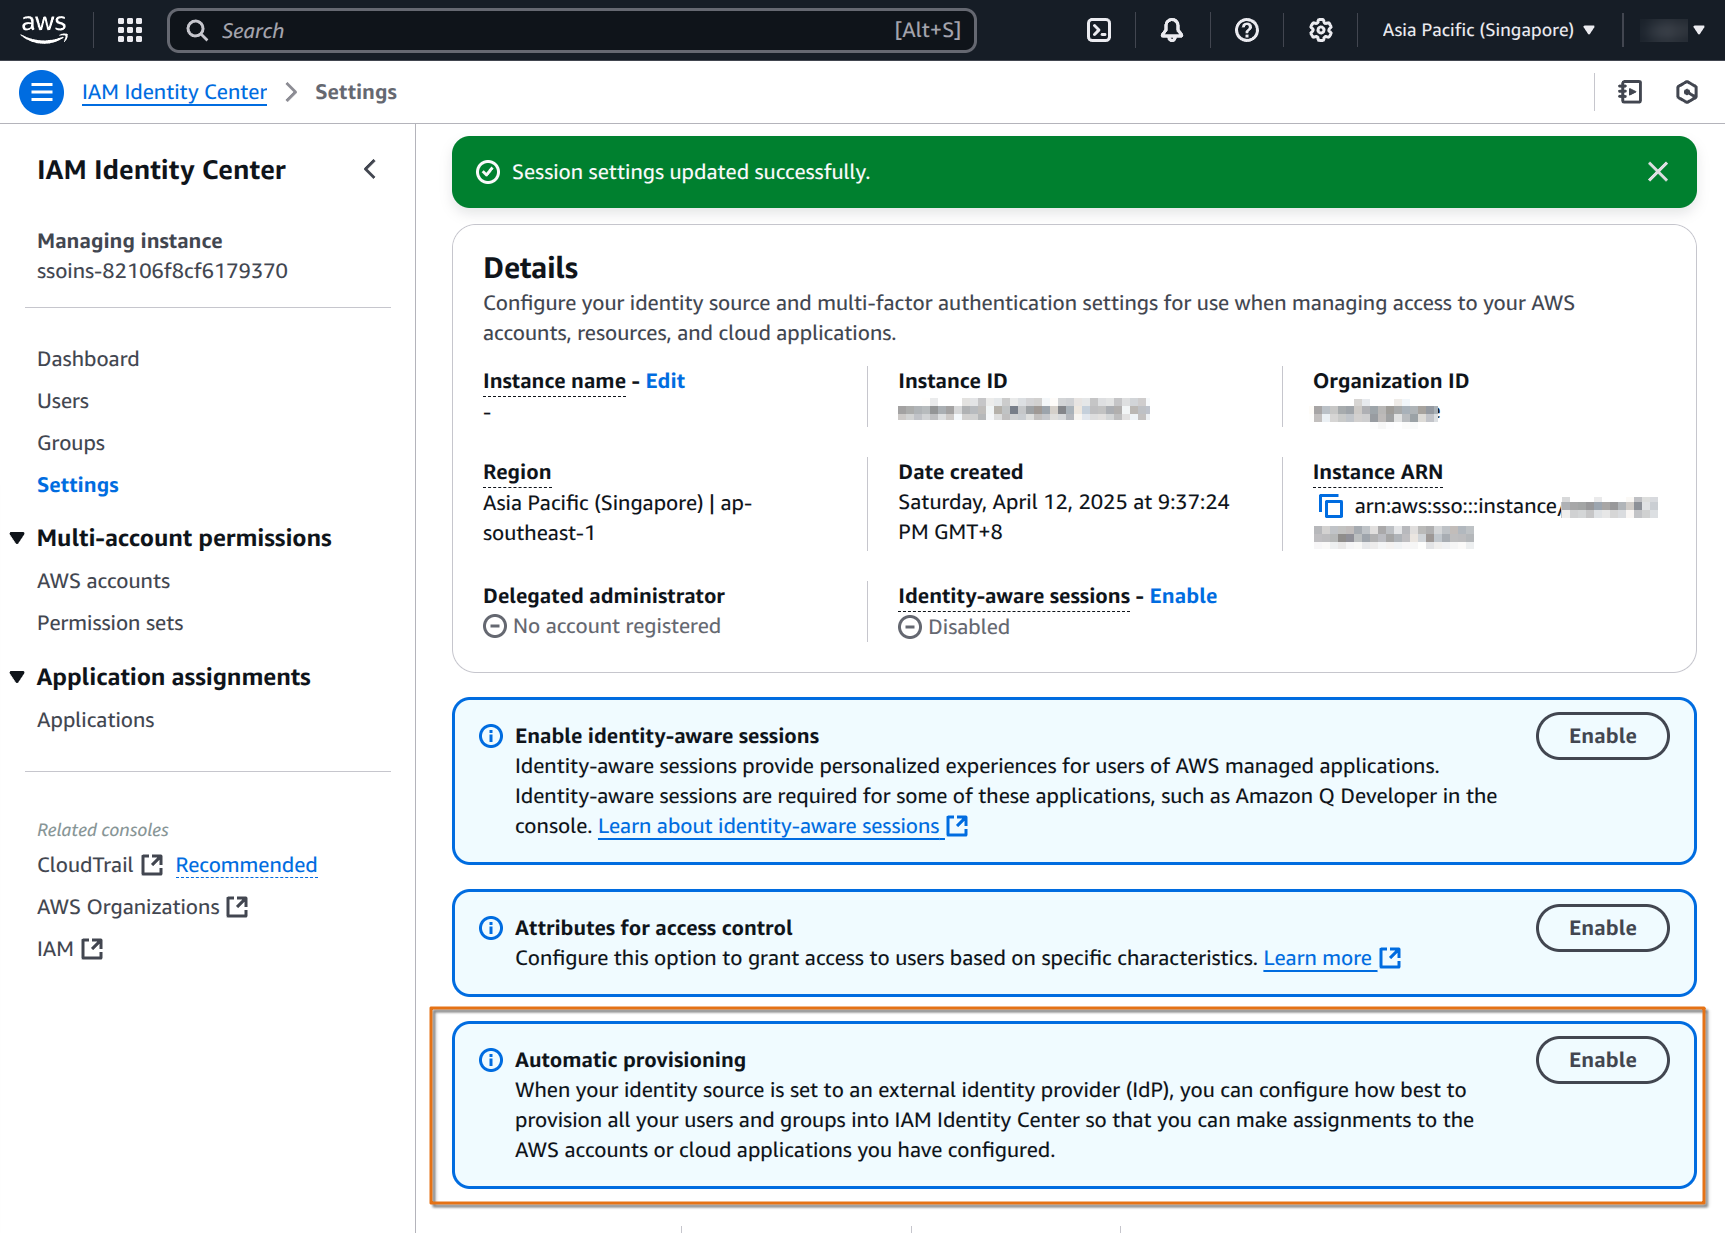 aws
Search
[Alt+S]
Asia Pacific (Singapore)
IAM Identity Center
Settings
IAM Identity Center
Managing instance
ssoins-82106f8cf6179370
Dashboard
Users
Groups
Settings
Multi-account permissions
AWS accounts
Permission sets
Application assignments
Applications
Related consoles
CloudTrail Recommended
AWS Organizations
IAM
Session settings updated successfully.
Details
Configure your identity source and multi-factor authentication settings for use when managing access to your AWS
accounts, resources, and cloud applications.
Instance name - Edit
-
Instance ID
Organization ID
Region
Asia Pacific (Singapore) | ap-
southeast-1
Date created
Saturday, April 12, 2025 at 9:37:24
PM GMT+8
Instance ARN
arn:aws:sso:::instance/
Delegated administrator
No account registered
Identity-aware sessions - Enable
Disabled
Enable identity-aware sessions
Enable
Identity-aware sessions provide personalized experiences for users of AWS managed applications.
Identity-aware sessions are required for some of these applications, such as Amazon Q Developer in the
console. Learn about identity-aware sessions
Attributes for access control
Enable
Configure this option to grant access to users based on specific characteristics. Learn more
Automatic provisioning
Enable
When your identity source is set to an external identity provider (IdP), you can configure how best to
provision all your users and groups into IAM Identity Center so that you can make assignments to the
AWS accounts or cloud applications you have configured.